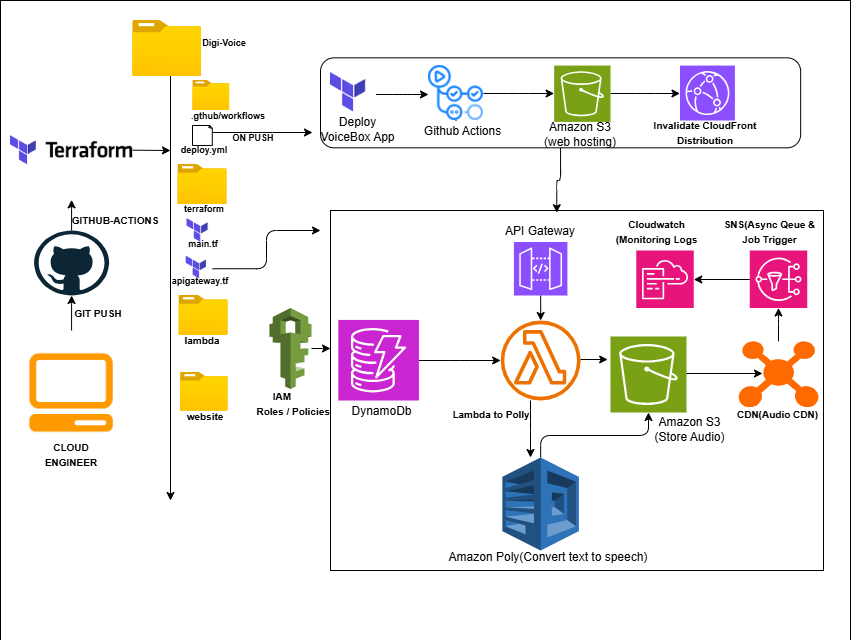 Digi-Voice
.gthub/workflows
deploy.yml
ON PUSH
Terraform
terraform
main.tf
apigateway.tf
lambda
website
GITHUB-ACTIONS
GIT PUSH
CLOUD
ENGINEER
Deploy
VoiceBox App
Github Actions
Amazon S3
(web hosting)
Invalidate CloudFront
Distribution
API Gateway
Cloudwatch
(Monitoring Logs
SNS(Async Qeue &
Job Trigger
IAM
Roles / Policies
DynamoDb
Lambda to Polly
Amazon S3
(Store Audio)
CDN(Audio CDN)
Amazon Poly(Convert text to speech)